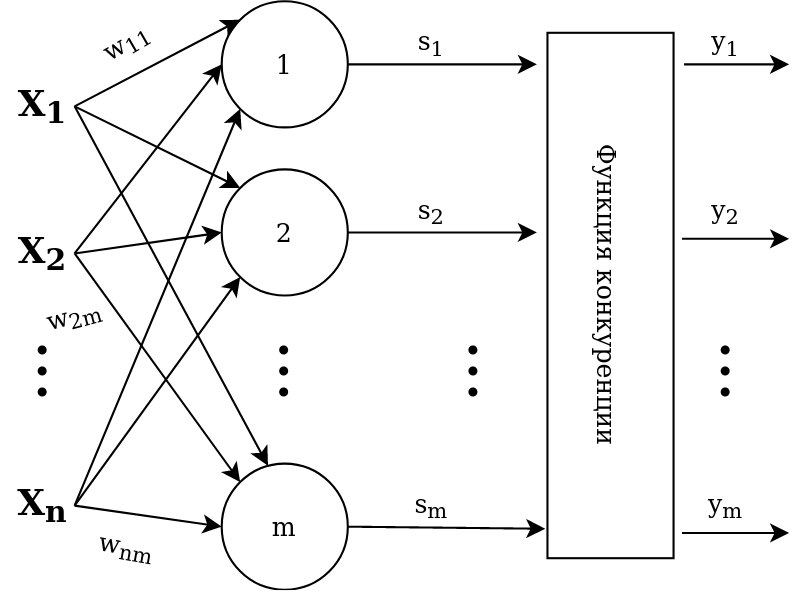 w11
X1
1
s1
y1
X2
2
s2
y2
w2m
Функция конкуренции
Xn
m
sm
ym
wnm